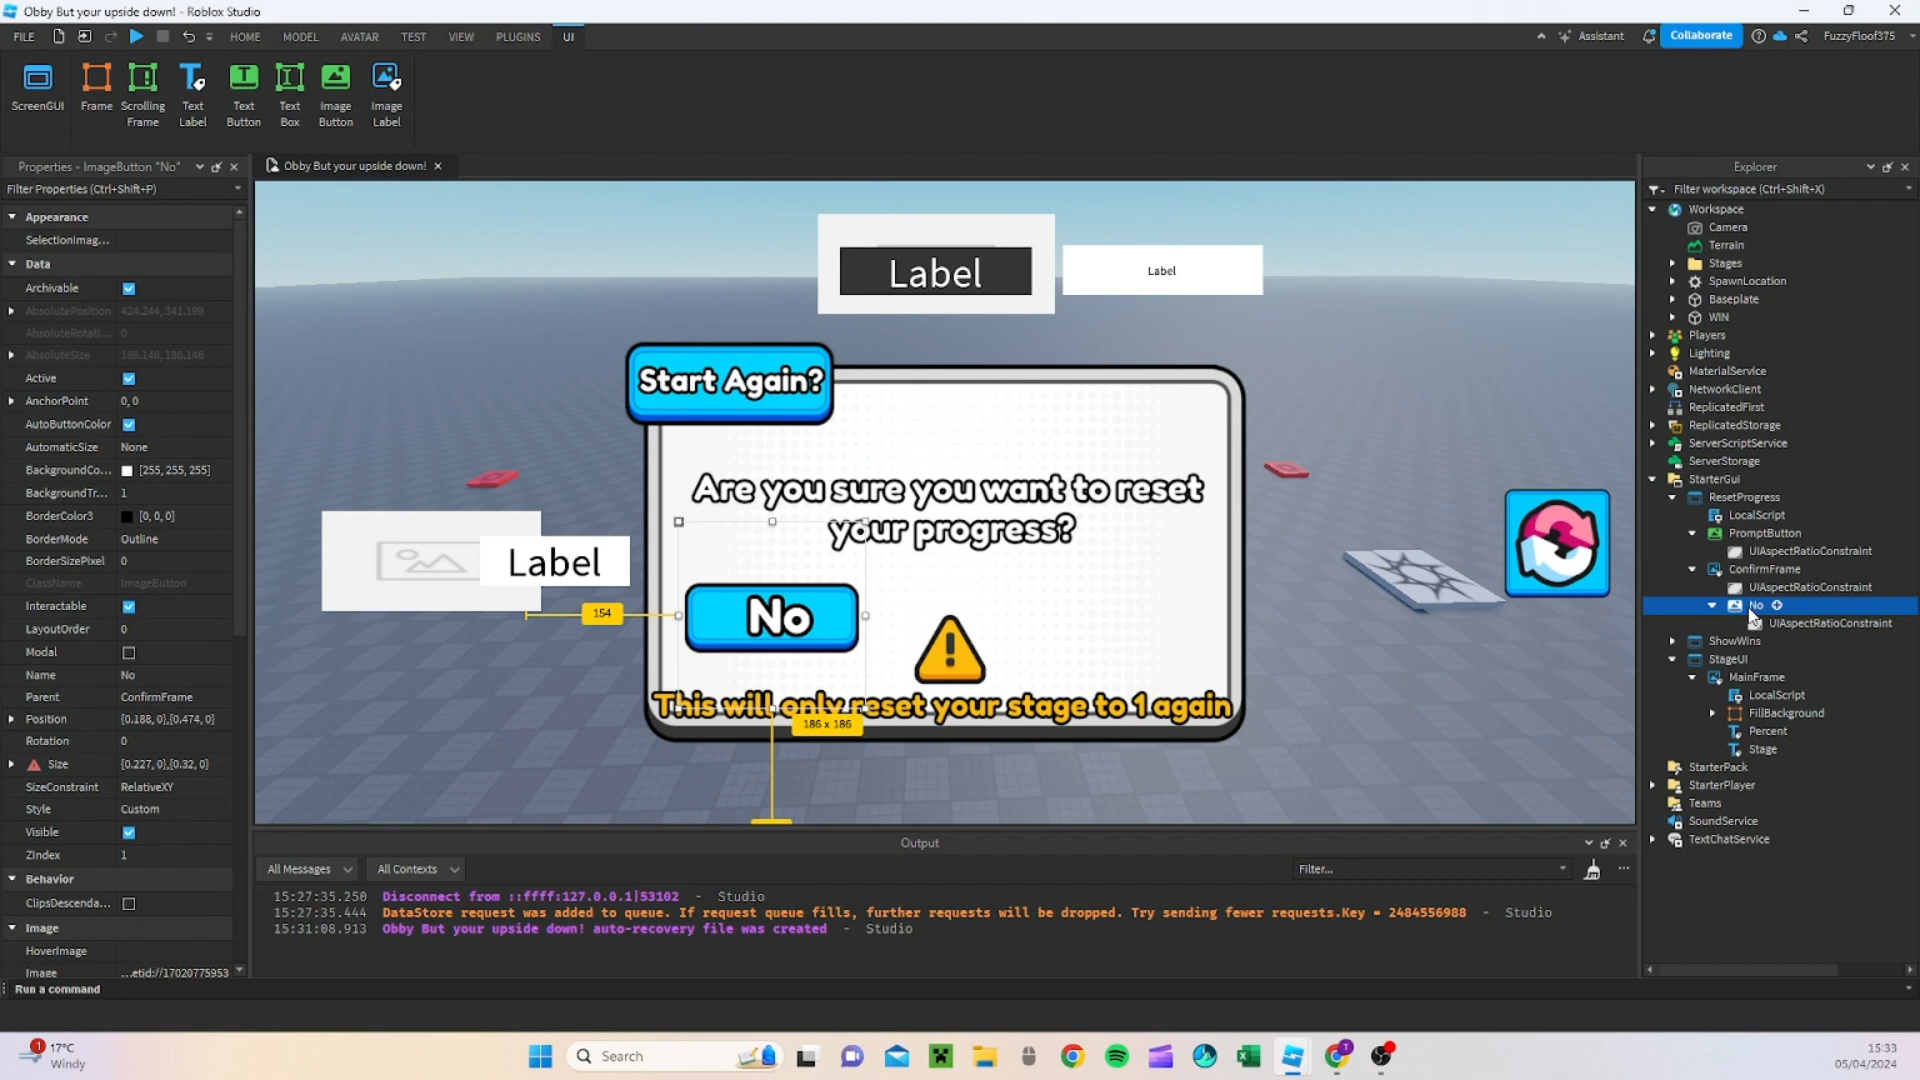 Obby But your upside down! - Roblox Studio
FILE HOME MODEL AVATAR TEST VIEW PLUGINS UI Assistant Collaborate FuzzyFloof375
ScreenGUI Frame Scrolling Frame Text Label Text Button Text Box Image Button Image Label
Properties - ImageButton "No"
Obby But your upside down!
Explorer
Filter Properties (Ctrl+Shift+P)
Filter workspace (Ctrl+Shift+X)
Appearance
SelectionImag...
Data
Archivable
AbsolutePosition 424.244, 341.199
AbsoluteRotati... 0
AbsoluteSize 186.146, 186.146
Active
AnchorPoint 0, 0
AutoButtonColor
AutomaticSize None
BackgroundCo... [255, 255, 255]
BackgroundTr... 1
BorderColor3 [0, 0, 0]
BorderMode Outline
BorderSizePixel 0
ClassName ImageButton
Interactable
LayoutOrder 0
Modal
Name No
Parent ConfirmFrame
Position {0.188, 0},{0.474, 0}
Rotation 0
Size {0.227, 0},{0.32, 0}
SizeConstraint RelativeXY
Style Custom
Visible
ZIndex 1
Behavior
ClipsDescenda...
Image
HoverImage
Image ...etid://17020775953
Label
Label
Start Again?
Are you sure you want to reset
your progress?
Label
No
154
This will only reset your stage to 1 again
186 x 186
Workspace
Camera
Terrain
Stages
SpawnLocation
Baseplate
WIN
Players
Lighting
MaterialService
NetworkClient
ReplicatedFirst
ReplicatedStorage
ServerScriptService
ServerStorage
StarterGui
ResetProgress
LocalScript
PromptButton
UIAspectRatioConstraint
ConfirmFrame
UIAspectRatioConstraint
No
UIAspectRatioConstraint
ShowWins
StageUI
MainFrame
LocalScript
FillBackground
Percent
Stage
StarterPack
StarterPlayer
Teams
SoundService
TextChatService
Output
All Messages All Contexts Filter...
15:27:35.250 Disconnect from ::ffff:127.0.0.1|53102 - Studio
15:27:35.444 DataStore request was added to queue. If request queue fills, further requests will be dropped. Try sending fewer requests.Key = 2484556988 - Studio
15:31:08.913 Obby But your upside down! auto-recovery file was created - Studio
Run a command
1 17°C
Windy
Search
15:33
05/04/2024